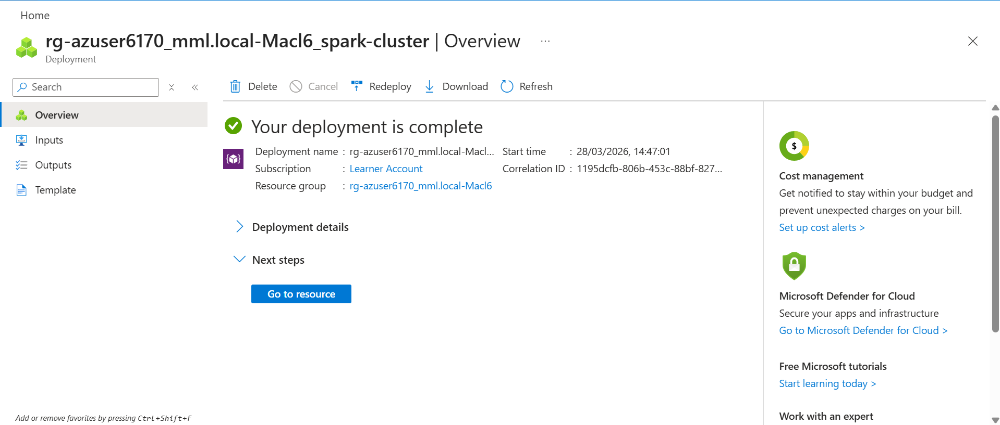 Home
rg-azuser6170_mml.local-Macl6_spark-cluster | Overview ...
Deployment
Search
Delete
Cancel
Redeploy
Download
Refresh
Overview
Inputs
Outputs
Template
Your deployment is complete
Deployment name : rg-azuser6170_mml.local-Macl...
Subscription : Learner Account
Resource group : rg-azuser6170_mml.local-Macl6
Start time : 28/03/2026, 14:47:01
Correlation ID : 1195dcfb-806b-453c-88bf-827...
Deployment details
Next steps
Go to resource
$
Cost management
Get notified to stay within your budget and
prevent unexpected charges on your bill.
Set up cost alerts >
Microsoft Defender for Cloud
Secure your apps and infrastructure
Go to Microsoft Defender for Cloud >
Free Microsoft tutorials
Start learning today >
Work with an expert
Add or remove favorites by pressing Ctrl+Shift+F